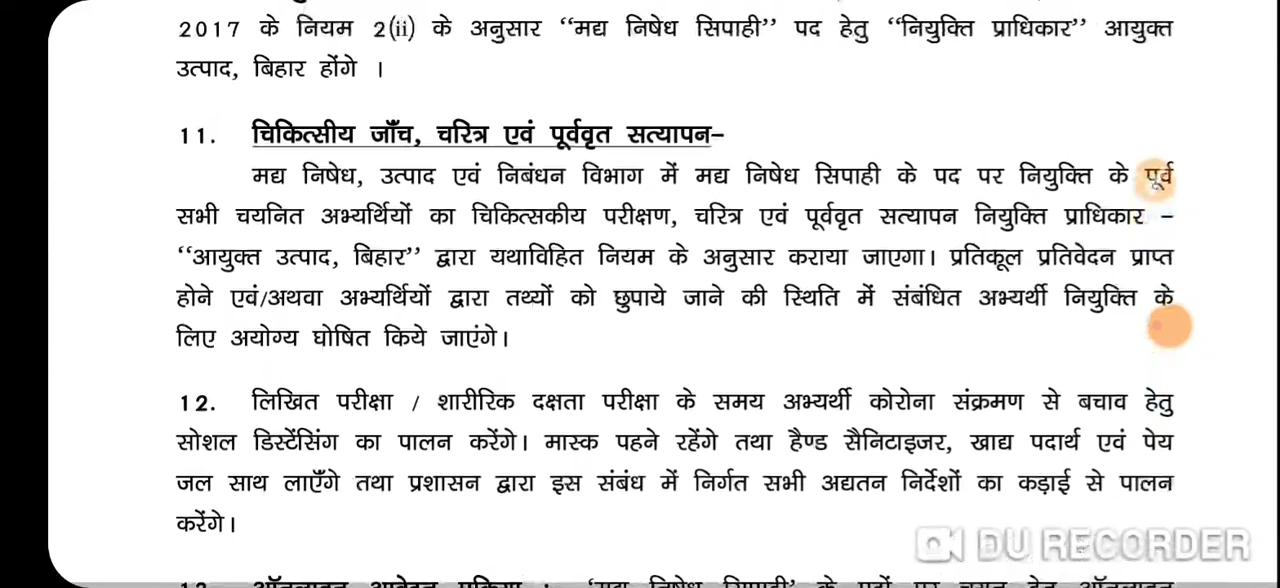 2017 के नियम 2(ii) के अनुसार “मद्य निषेध सिपाही” पद हेतु “नियुक्ति प्राधिकार” आयुक्त
उत्पाद, बिहार होंगे ।
11. चिकित्सीय जाँच, चरित्र एवं पूर्ववृत सत्यापन–
मद्य निषेध, उत्पाद एवं निबंधन विभाग में मद्य निषेध सिपाही के पद पर नियुक्ति के पूर्व
सभी चयनित अभ्यर्थियों का चिकित्सकीय परीक्षण, चरित्र एवं पूर्ववृत सत्यापन नियुक्ति प्राधिकार –
“आयुक्त उत्पाद, बिहार” द्वारा यथाविहित नियम के अनुसार कराया जाएगा। प्रतिकूल प्रतिवेदन प्राप्त
होने एवं/अथवा अभ्यर्थियों द्वारा तथ्यों को छुपाये जाने की स्थिति में संबंधित अभ्यर्थी नियुक्ति के
लिए अयोग्य घोषित किये जाएंगे।
12. लिखित परीक्षा / शारीरिक दक्षता परीक्षा के समय अभ्यर्थी कोरोना संक्रमण से बचाव हेतु
सोशल डिस्टेंसिंग का पालन करेंगे। मास्क पहने रहेंगे तथा हैण्ड सैनिटाइजर, खाद्य पदार्थ एवं पेय
जल साथ लाएँगे तथा प्रशासन द्वारा इस संबंध में निर्गत सभी अद्यतन निर्देशों का कड़ाई से पालन
करेंगे।
DU RECORDER